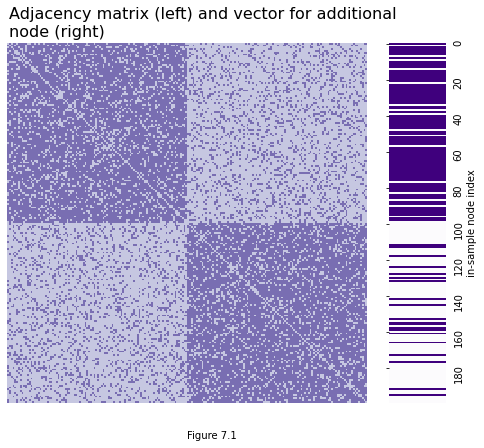 Adjacency matrix (left) and vector for additional
node (right)
0
20
40
60
80
100
120
140
160
180
in-sample node index
Figure 7.1